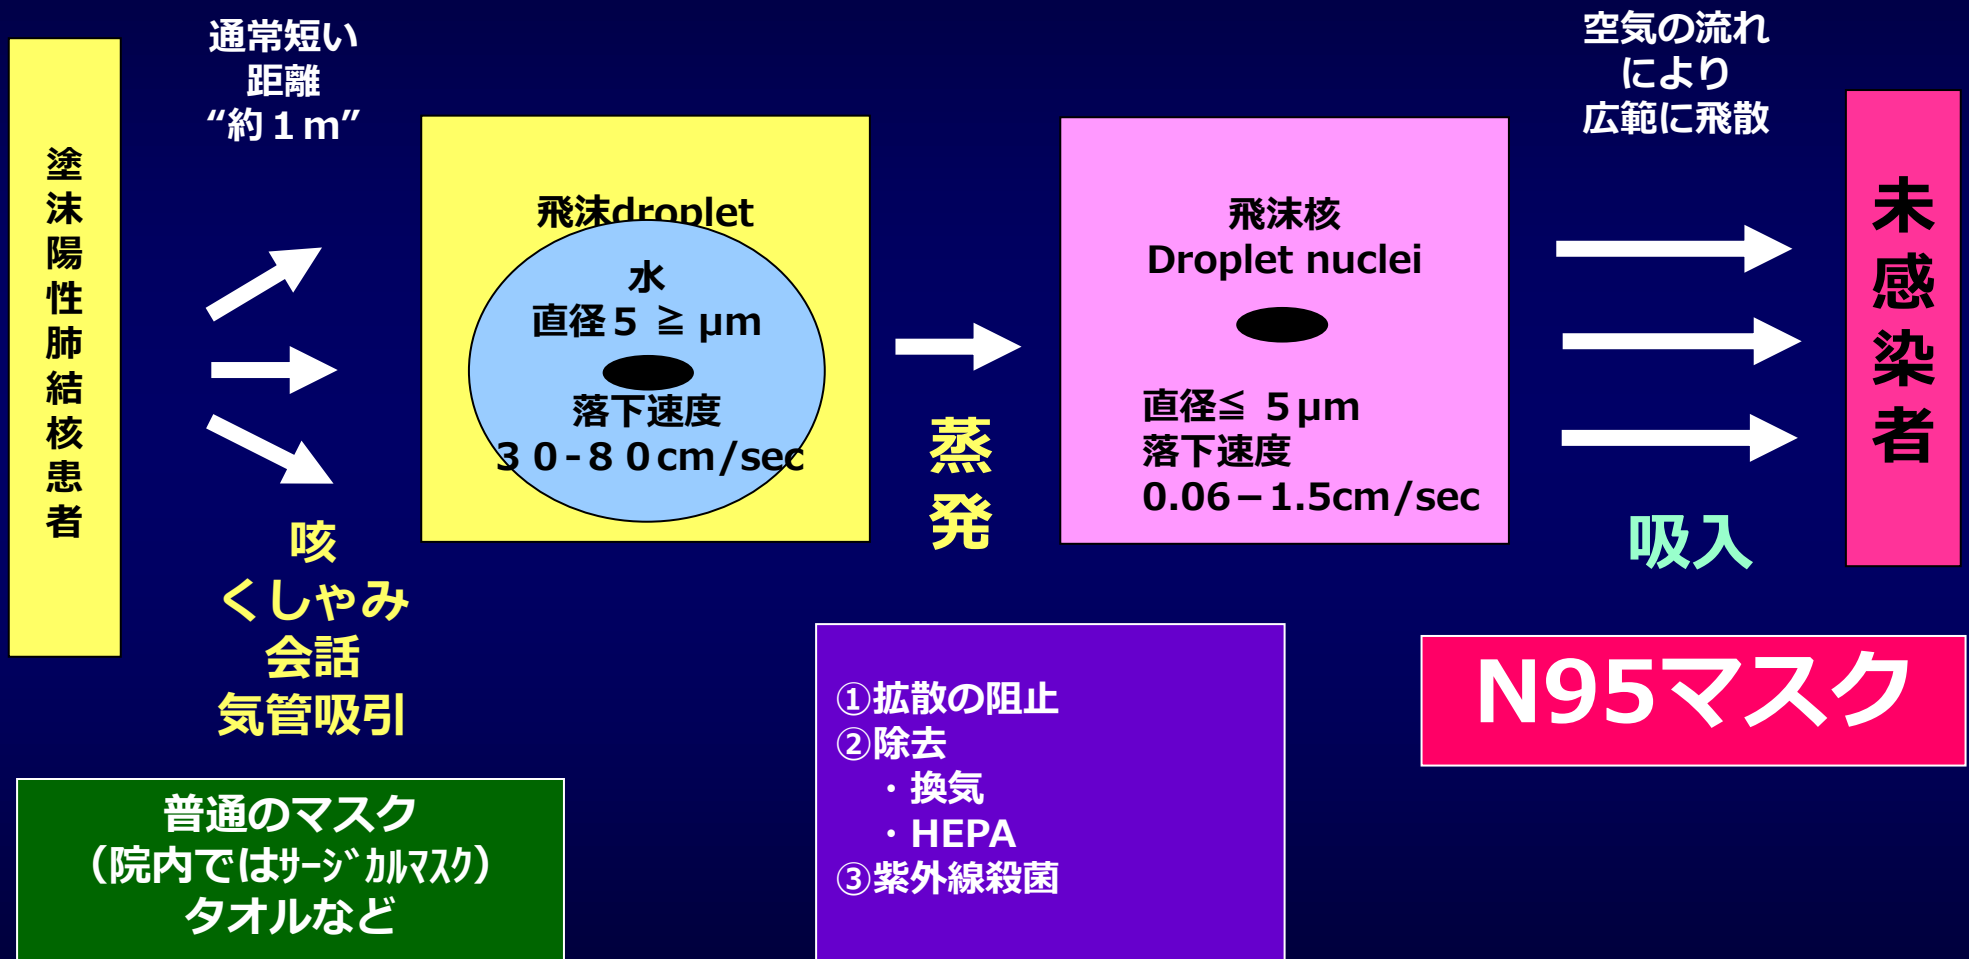 塗沫陽性肺結核患者
通常短い
距離
“約１ｍ”
咳
くしゃみ
会話
気管吸引
飛沫droplet
水
直径５ ≧ μm
落下速度
３０-８０cm/sec
蒸発
飛沫核
Droplet nuclei
直径≦ ５μm
落下速度
0.06－1.5cm/sec
空気の流れ
により
広範に飛散
吸入
未感染者
普通のマスク
（院内ではｻｰｼﾞｶﾙﾏｽｸ）
タオルなど
①拡散の阻止
②除去
・換気
・HEPA
③紫外線殺菌
N95マスク